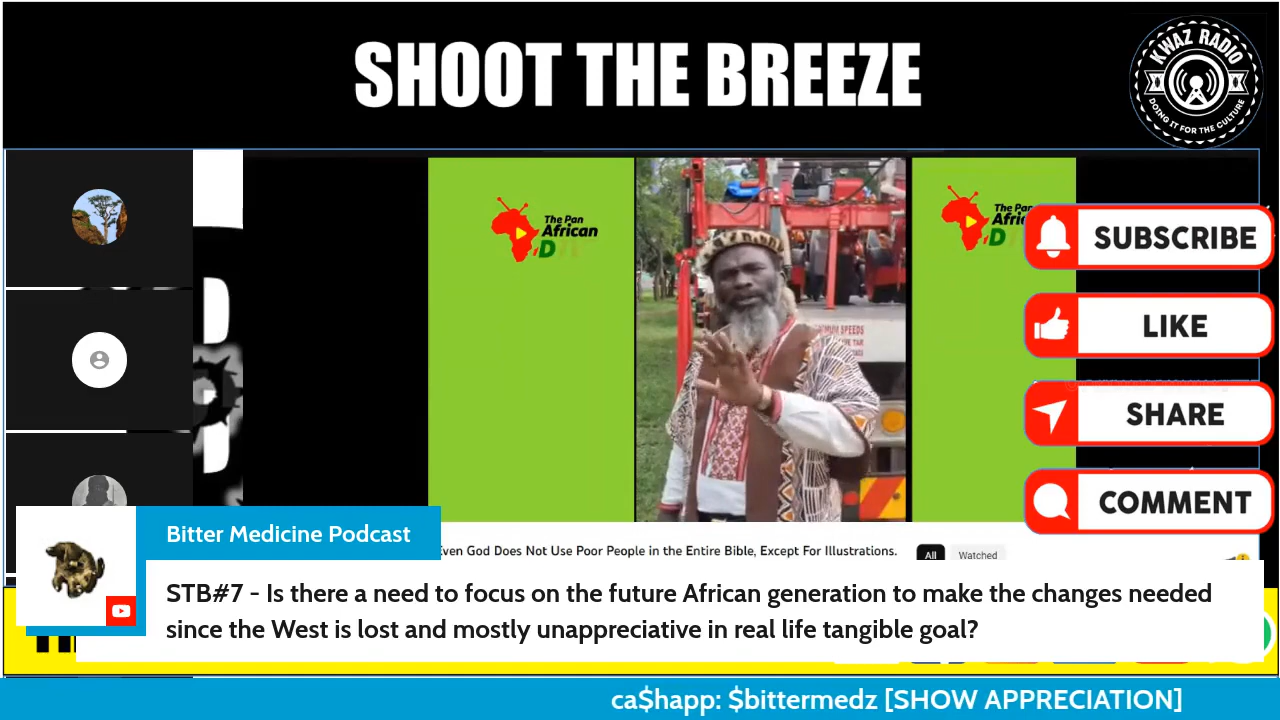 SHOOT THE BREEZE
KWAZ RADIO
DOING IT FOR THE CULTURE
The Pan
African
D
The Pan
D
SUBSCRIBE
LIKE
SHARE
COMMENT
Even God Does Not Use Poor People in the Entire Bible, Except For Illustrations.
All
Watched
Bitter Medicine Podcast
STB#7 - Is there a need to focus on the future African generation to make the changes needed
since the West is lost and mostly unappreciative in real life tangible goal?
ca$happ: $bittermedz [SHOW APPRECIATION]